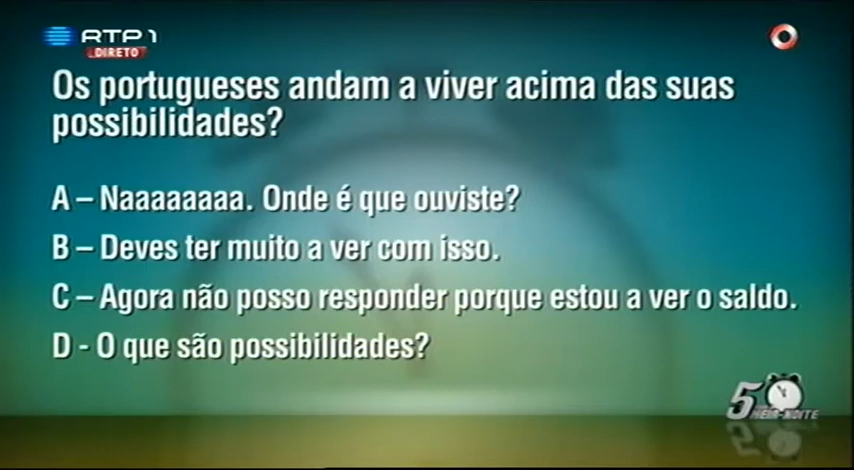 RTP 1
DIRETO
Os portugueses andam a viver acima das suas
possibilidades?
A – Naaaaaaaa. Onde é que ouviste?
B – Deves ter muito a ver com isso.
C – Agora não posso responder porque estou a ver o saldo.
D - O que são possibilidades?
5
MEIA-NOITE